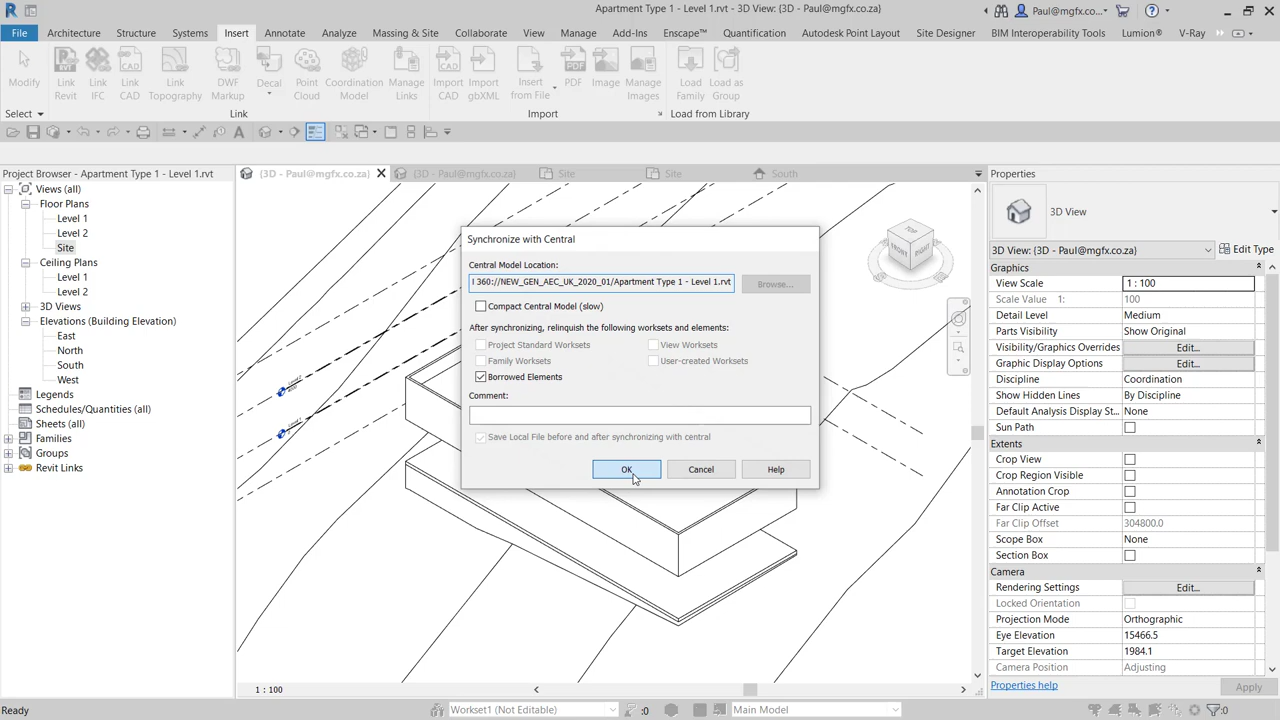 Apartment Type 1 - Level 1.rvt - 3D View: {3D - Paul@mgfx.co.za}
Paul@mgfx.co...
File Architecture Structure Systems Insert Annotate Analyze Massing & Site Collaborate View Manage Add-Ins Enscape™ Quantification Autodesk Point Layout Site Designer BIM Interoperability Tools Lumion® V-Ray
Modify
Link Revit
Link IFC
Link CAD
Link Topography
DWF Markup
Decal
Point Cloud
Coordination Model
Manage Links
Import CAD
Import gbXML
Insert from File
PDF
Image
Manage Images
Load Family
Load as Group
Select Link Import Load from Library
Project Browser - Apartment Type 1 - Level 1.rvt
{3D - Paul@mgfx.co.za} {3D - Paul@mgfx.co.za} Site Site South
Views (all)
Floor Plans
Level 1
Level 2
Site
Ceiling Plans
Level 1
Level 2
3D Views
Elevations (Building Elevation)
East
North
South
West
Legends
Schedules/Quantities (all)
Sheets (all)
Families
Groups
Revit Links
TOP
FRONT
RIGHT
Synchronize with Central
Central Model Location:
l 360://NEW_GEN_AEC_UK_2020_01/Apartment Type 1 - Level 1.rvt
Browse...
Compact Central Model (slow)
After synchronizing, relinquish the following worksets and elements:
Project Standard Worksets View Worksets
Family Worksets User-created Worksets
Borrowed Elements
Comment:
Save Local File before and after synchronizing with central
OK Cancel Help
Properties
3D View
3D View: {3D - Paul@mgfx.co.za} Edit Type
Graphics
View Scale 1 : 100
Scale Value 1: 100
Detail Level Medium
Parts Visibility Show Original
Visibility/Graphics Overrides Edit...
Graphic Display Options Edit...
Discipline Coordination
Show Hidden Lines By Discipline
Default Analysis Display St... None
Sun Path
Extents
Crop View
Crop Region Visible
Annotation Crop
Far Clip Active
Far Clip Offset 304800.0
Scope Box None
Section Box
Camera
Rendering Settings Edit...
Locked Orientation
Projection Mode Orthographic
Eye Elevation 15466.5
Target Elevation 1984.1
Camera Position Adjusting
Properties help Apply
1 : 100
Ready
Workset1 (Not Editable) :0 Main Model :0